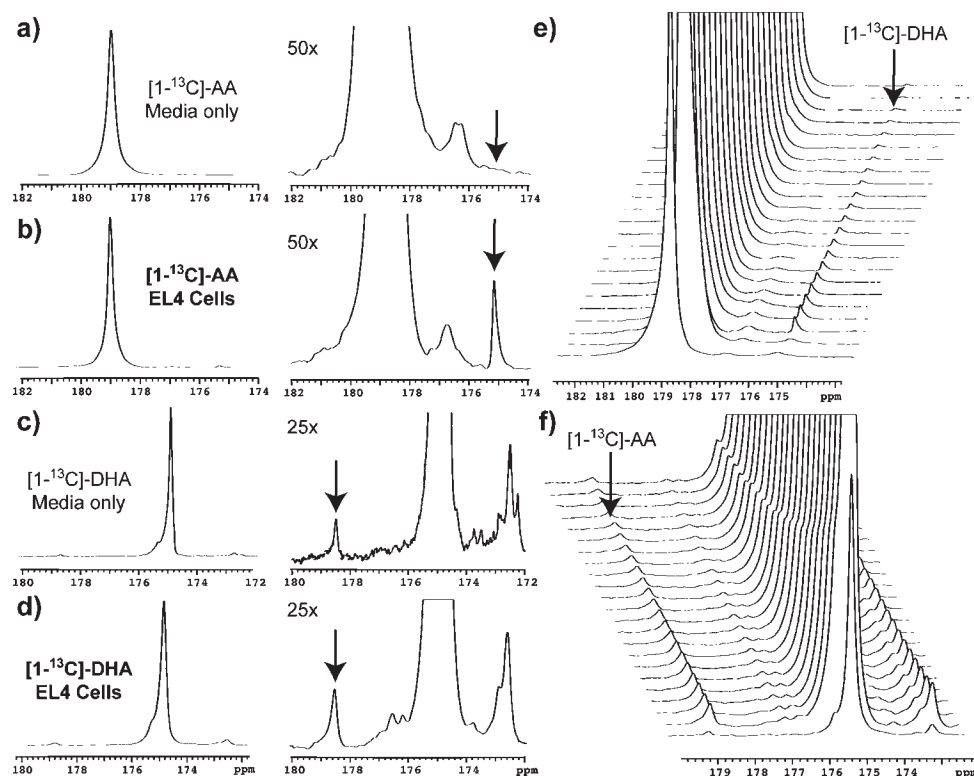 a)
[1-¹³C]-AA
Media only
50x
182 180 178 176 174
182 180 178 176 174
b)
[1-¹³C]-AA
EL4 Cells
50x
182 180 178 176 174
182 180 178 176 174
c)
[1-¹³C]-DHA
Media only
25x
180 178 176 174 172
180 178 176 174 172
d)
[1-¹³C]-DHA
EL4 Cells
25x
180 178 176 174 ppm
180 178 176 174 ppm
e)
[1-¹³C]-DHA
182 181 180 179 178 177 176 175 ppm
f)
[1-¹³C]-AA
179 178 177 176 175 174 ppm